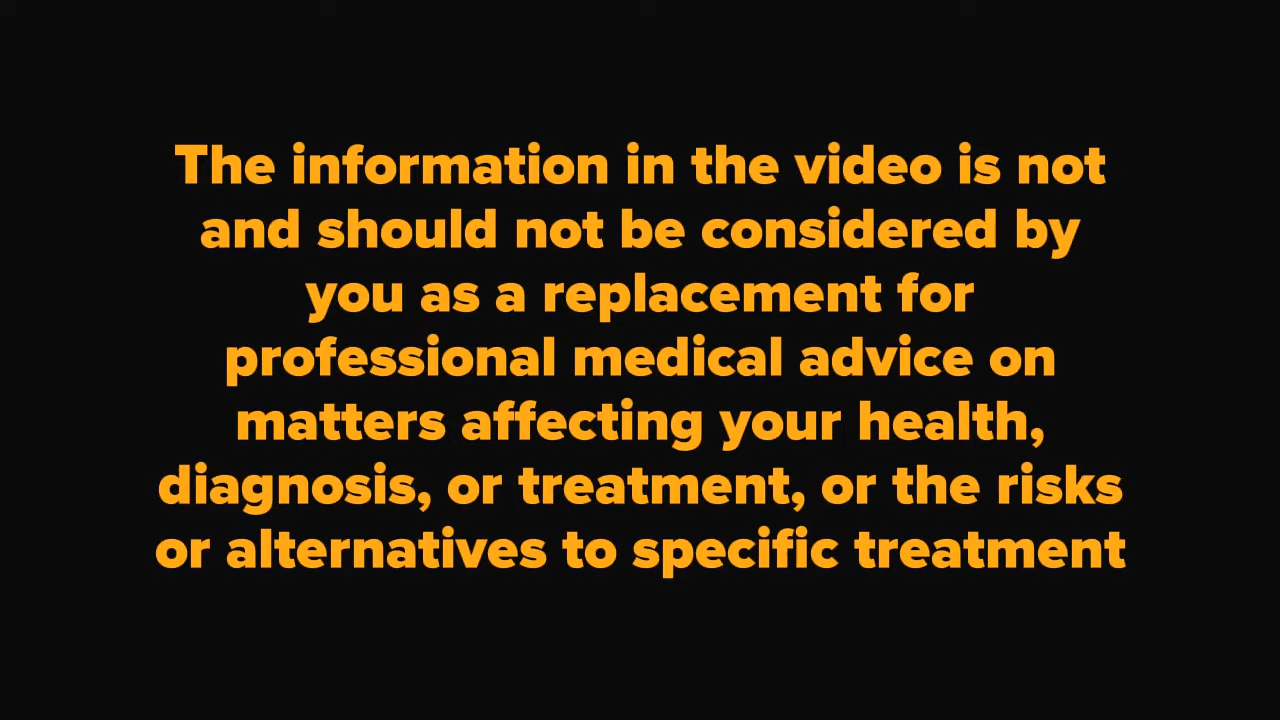 The information in the video is not
and should not be considered by
you as a replacement for
professional medical advice on
matters affecting your health,
diagnosis, or treatment, or the risks
or alternatives to specific treatment